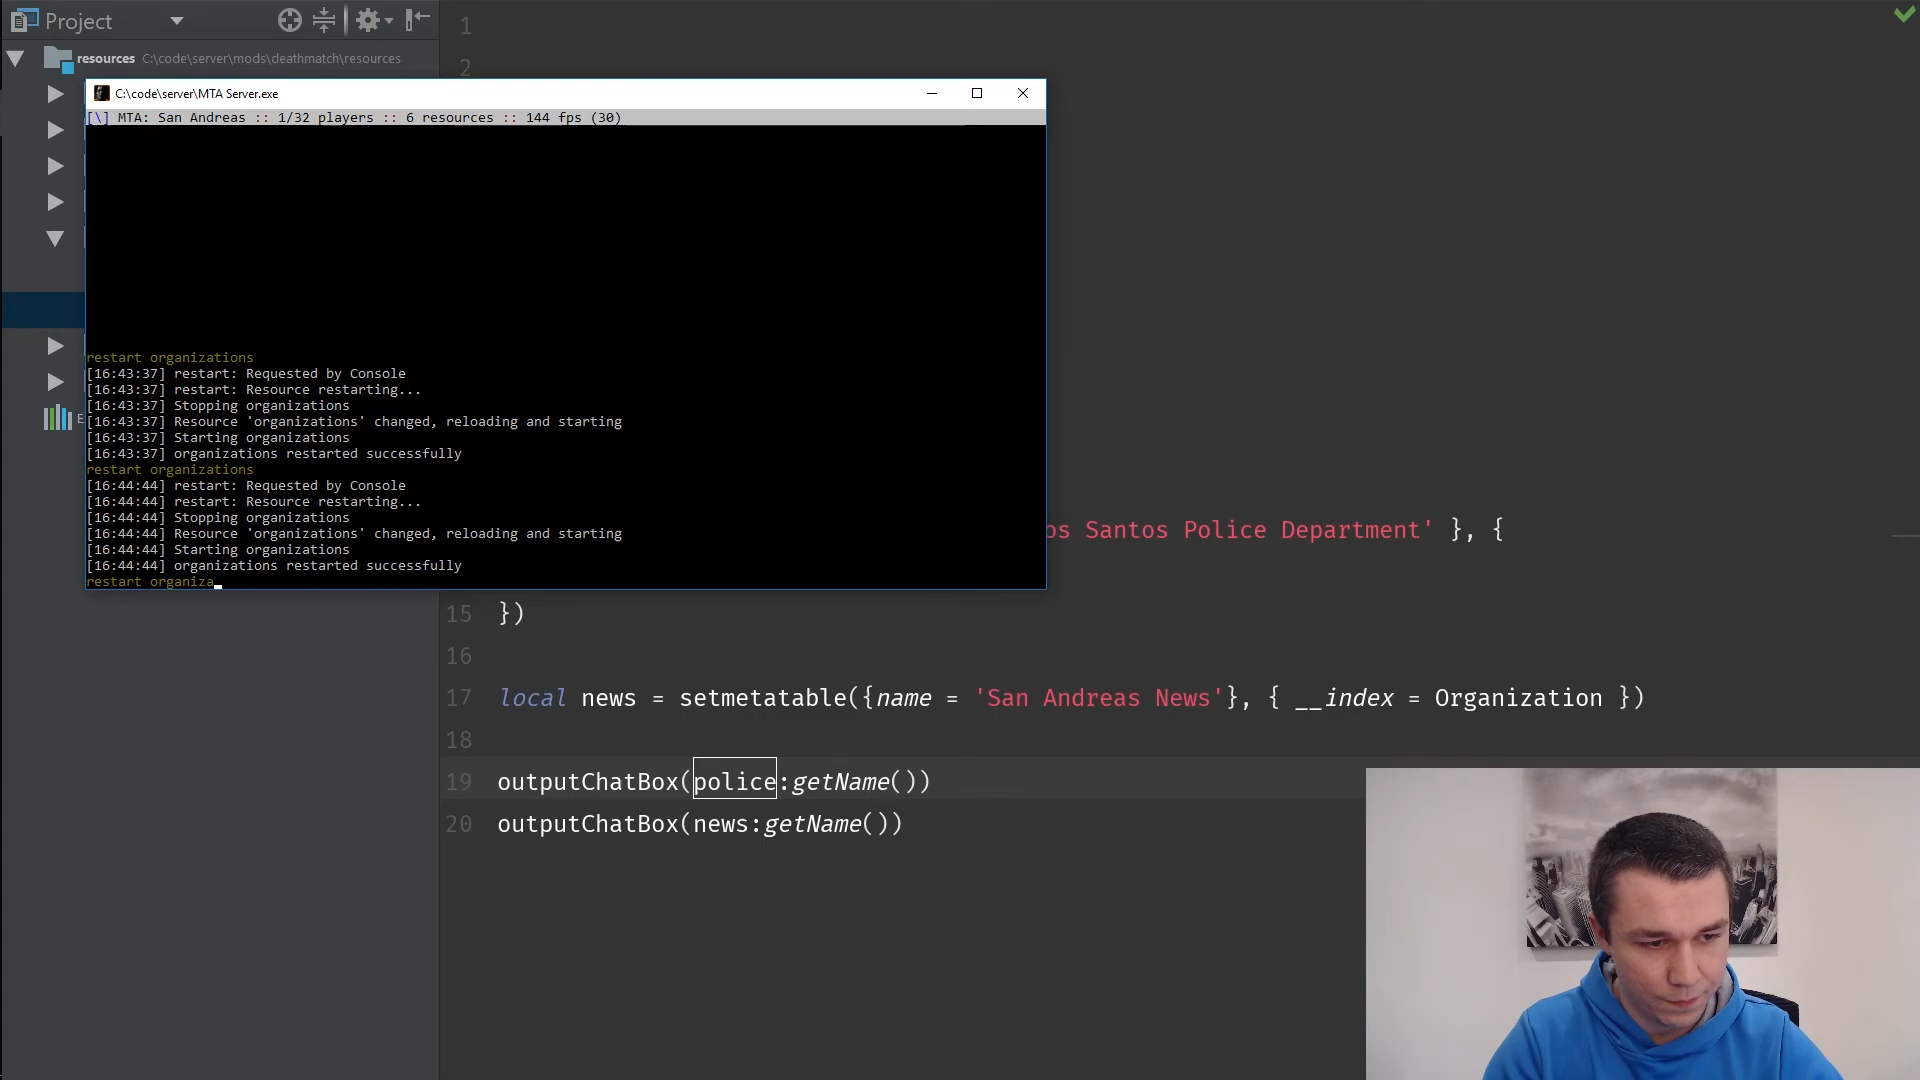 Project
resources C:\code\server\mods\deathmatch\resources
1
2
C:\code\server\MTA Server.exe
[\] MTA: San Andreas :: 1/32 players :: 6 resources :: 144 fps (30)
restart organizations
[16:43:37] restart: Requested by Console
[16:43:37] restart: Resource restarting...
[16:43:37] Stopping organizations
[16:43:37] Resource 'organizations' changed, reloading and starting
[16:43:37] Starting organizations
[16:43:37] organizations restarted successfully
restart organizations
[16:44:44] restart: Requested by Console
[16:44:44] restart: Resource restarting...
[16:44:44] Stopping organizations
[16:44:44] Resource 'organizations' changed, reloading and starting
[16:44:44] Starting organizations
[16:44:44] organizations restarted successfully
restart organiza
E
os Santos Police Department' }, {
15 })
16
17 local news = setmetatable({name = 'San Andreas News'}, { __index = Organization })
18
19 outputChatBox(police:getName())
20 outputChatBox(news:getName())